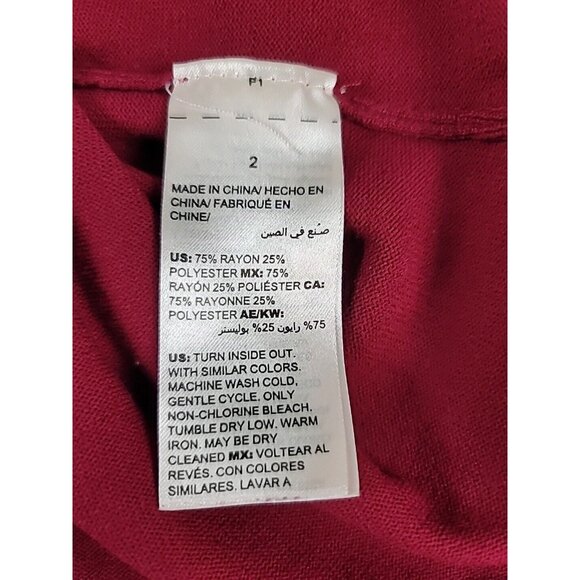 F1
2
MADE IN CHINA/ HECHO EN
CHINA/ FABRIQUÉ EN
CHINE/
صنع في الصين
US: 75% RAYON 25%
POLYESTER MX: 75%
RAYÓN 25% POLIÉSTER CA:
75% RAYONNE 25%
POLYESTER AE/KW:
75% رايون 25% بوليستر
US: TURN INSIDE OUT.
WITH SIMILAR COLORS.
MACHINE WASH COLD,
GENTLE CYCLE. ONLY
NON-CHLORINE BLEACH.
TUMBLE DRY LOW. WARM
IRON. MAY BE DRY
CLEANED MX: VOLTEAR AL
REVÉS. CON COLORES
SIMILARES. LAVAR A